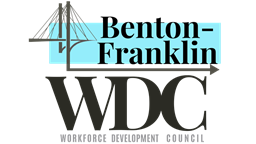 Benton-
Franklin
WDC
WORKFORCE DEVELOPMENT COUNCIL